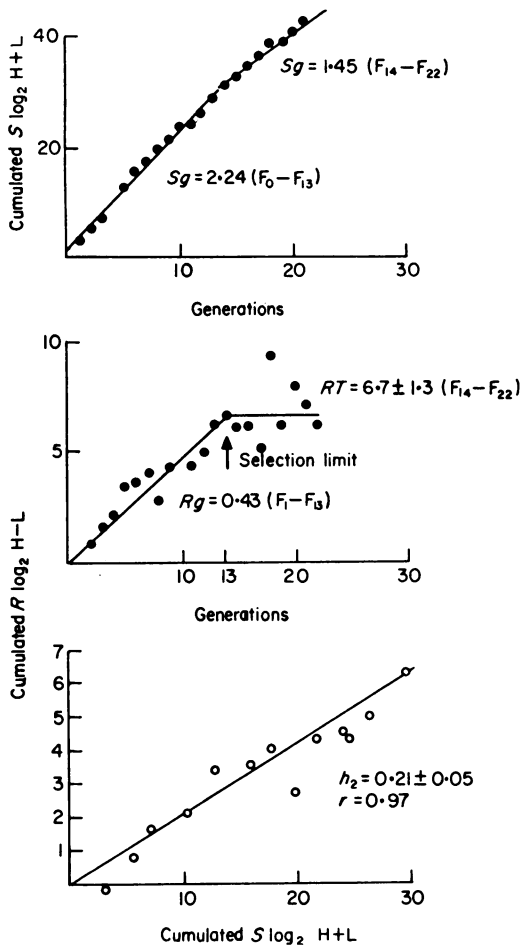 Cumulated S log₂ H+L
40
20
Sg=1·45 (F₁₄–F₂₂)
Sg=2·24 (F₀–F₁₃)
10 20 30
Generations
Cumulated R log₂ H–L
10
5
RT=6·7±1·3 (F₁₄–F₂₂)
Selection limit
Rg=0·43 (F₁–F₁₃)
10 13 20 30
Generations
7
6
5
4
3
2
1
h₂=0·21±0·05
r=0·97
10 20 30
Cumulated S log₂ H+L